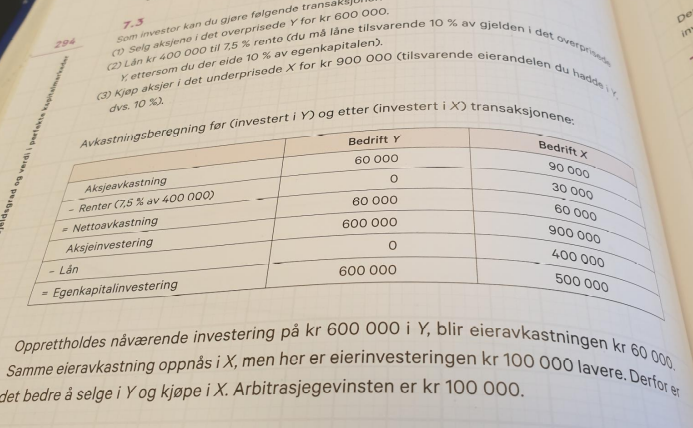 294
7.3
Som investor kan du gjøre følgende
(1) Selg aksjene i det overprisede Y for kr 600 000.
(2) Lån kr 400 000 til 7,5 % rente (du må låne tilsvarende 10 % av gjelden i det overprisede
Y, ettersom du der eide 10 % av egenkapitalen).
(3) Kjøp aksjer i det underprisede X for kr 900 000 (tilsvarende eierandelen du hadde i Y,
dvs. 10 %).
og verdi i perfekte kapitalmarkeder
Avkastningsberegning før (investert i Y) og etter (investert i X) transaksjonene:
Bedrift Y Bedrift X
Aksjeavkastning 60 000 90 000
– Renter (7,5 % av 400 000) 0 30 000
= Nettoavkastning 60 000 60 000
Aksjeinvestering 600 000 900 000
– Lån 0 400 000
= Egenkapitalinvestering 600 000 500 000
Opprettholdes nåværende investering på kr 600 000 i Y, blir eieravkastningen kr 60 000.
Samme eieravkastning oppnås i X, men her er eierinvesteringen kr 100 000 lavere. Derfor er
det bedre å selge i Y og kjøpe i X. Arbitrasjegevinsten er kr 100 000.